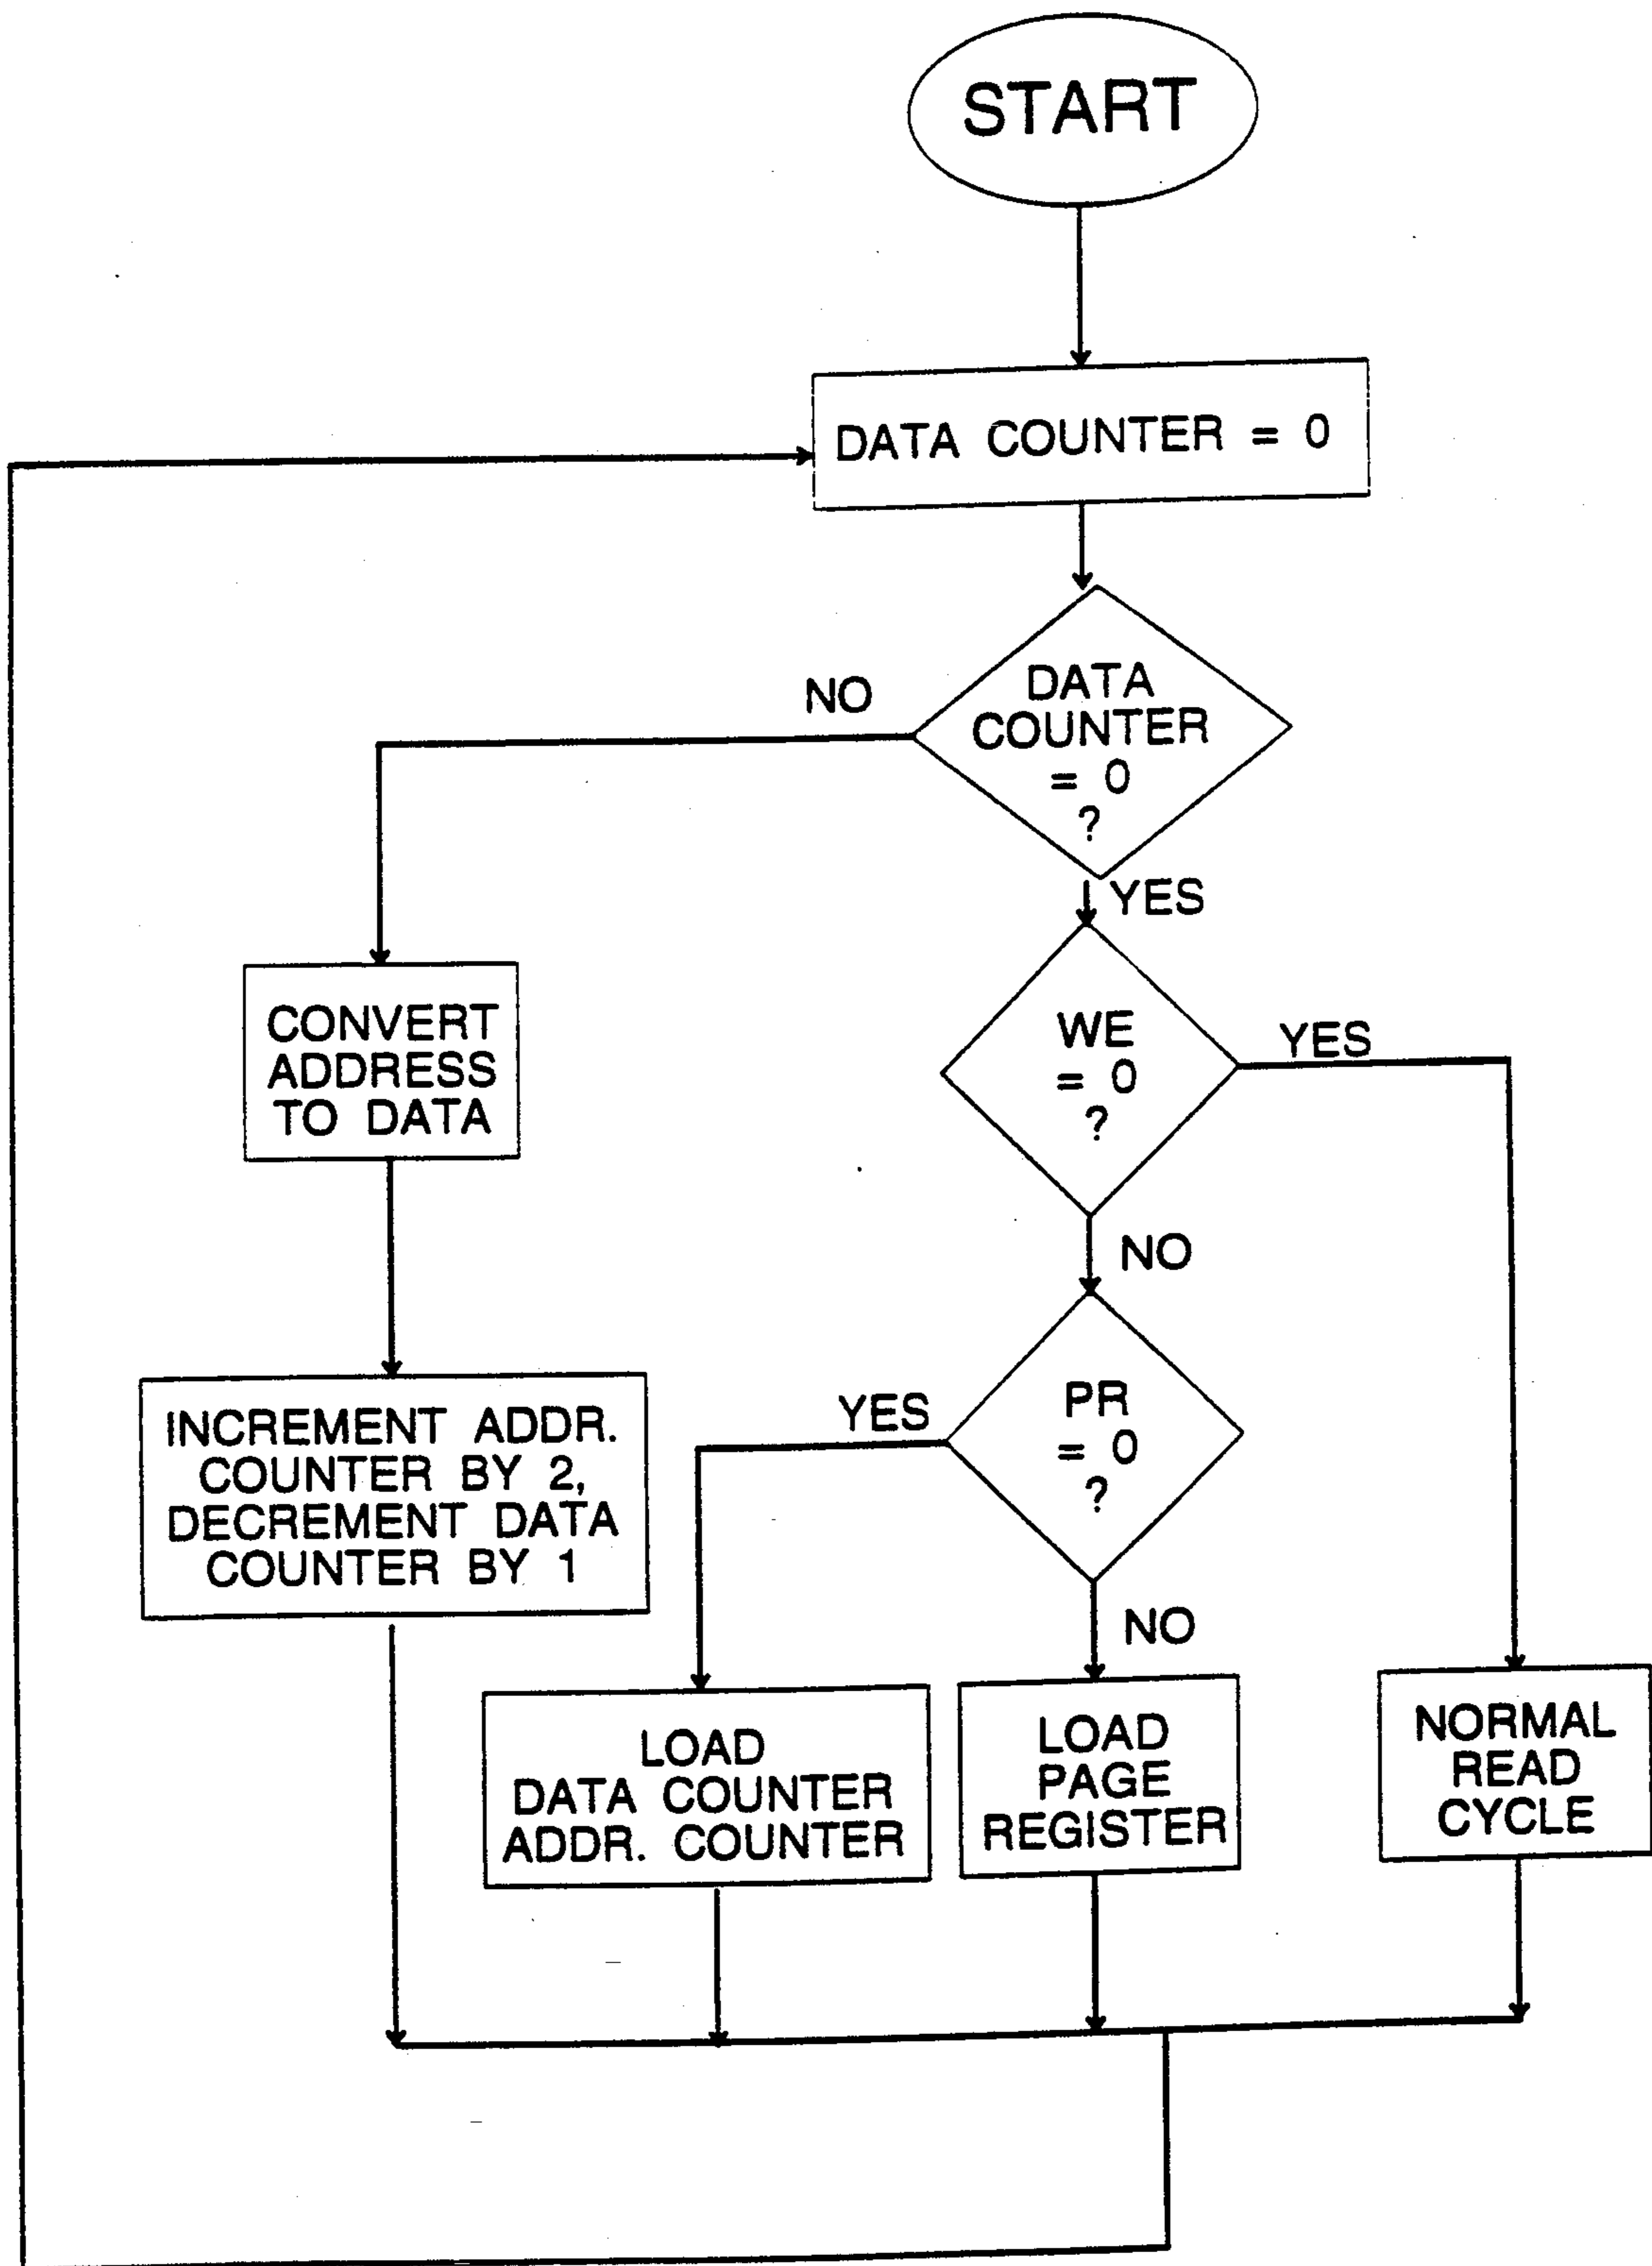 START
DATA COUNTER = 0
DATA
COUNTER
= 0
?
NO
YES
CONVERT
ADDRESS
TO DATA
WE
= 0
?
YES
NO
INCREMENT ADDR.
COUNTER BY 2,
DECREMENT DATA
COUNTER BY 1
PR
= 0
?
YES
NO
LOAD
DATA COUNTER
ADDR. COUNTER
LOAD
PAGE
REGISTER
NORMAL
READ
CYCLE